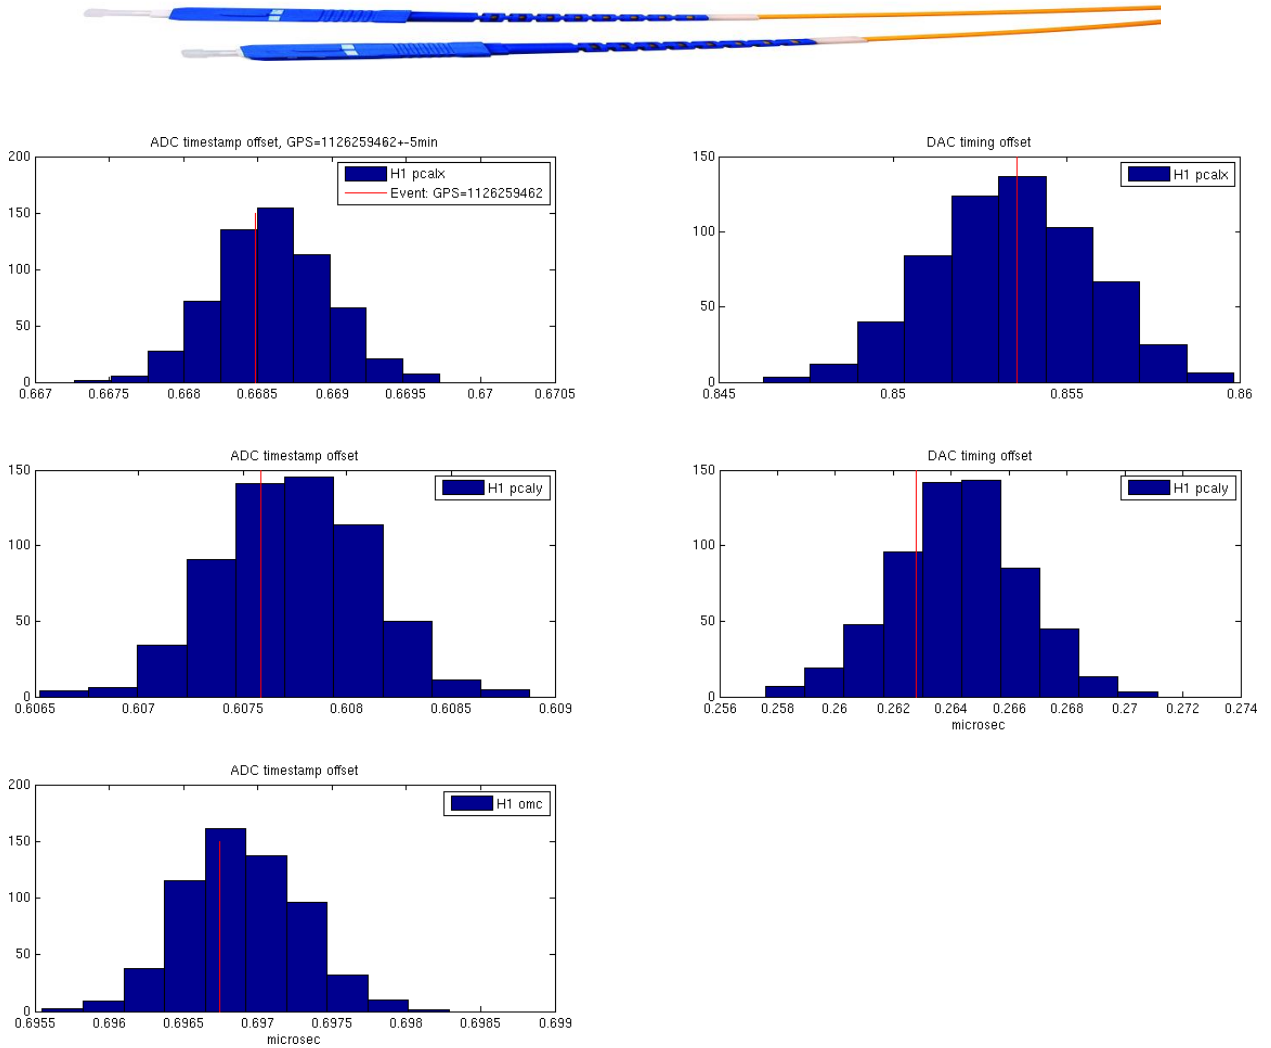 ADC timestamp offset, GPS=1126259462+-5min
200
150
100
50
0
H1 pcalx
Event: GPS=1126259462
0.667 0.6675 0.668 0.6685 0.669 0.6695 0.67 0.6705
DAC timing offset
150
100
50
0
H1 pcalx
0.845 0.85 0.855 0.86
ADC timestamp offset
150
100
50
0
H1 pcaly
0.6065 0.607 0.6075 0.608 0.6085 0.609
DAC timing offset
150
100
50
0
H1 pcaly
0.256 0.258 0.26 0.262 0.264 0.266 0.268 0.27 0.272 0.274
microsec
ADC timestamp offset
200
150
100
50
0
H1 omc
0.6955 0.696 0.6965 0.697 0.6975 0.698 0.6985 0.699
microsec